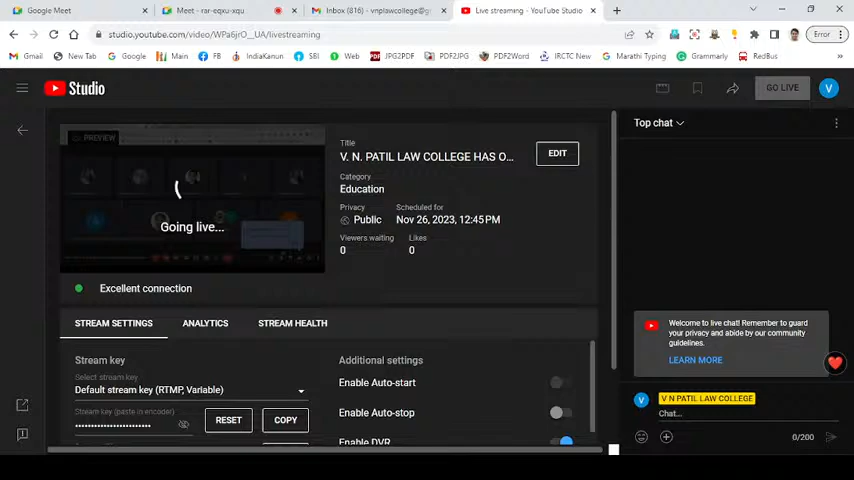 Google Meet
Meet - rar-eqxu-xqu
Inbox (816) - vnplawcollege@g
Live streaming - YouTube Studio
studio.youtube.com/video/WPa6jrO__UA/livestreaming
Error
Gmail
New Tab
Google
Main
FB
IndiaKanun
SBI
Web
JPG2PDF
PDF2JPG
PDF2Word
IRCTC New
Marathi Typing
Grammarly
RedBus
Studio
GO LIVE
V
PREVIEW
Going live...
Title
V. N. PATIL LAW COLLEGE HAS O...
EDIT
Category
Education
Privacy
Public
Scheduled for
Nov 26, 2023, 12:45 PM
Viewers waiting
0
Likes
0
Excellent connection
STREAM SETTINGS
ANALYTICS
STREAM HEALTH
Stream key
Select stream key
Default stream key (RTMP, Variable)
Stream key (paste in encoder)
RESET
COPY
Additional settings
Enable Auto-start
Enable Auto-stop
Enable DVR
Top chat
Welcome to live chat! Remember to guard
your privacy and abide by our community
guidelines.
LEARN MORE
V
V N PATIL LAW COLLEGE
Chat...
0/200